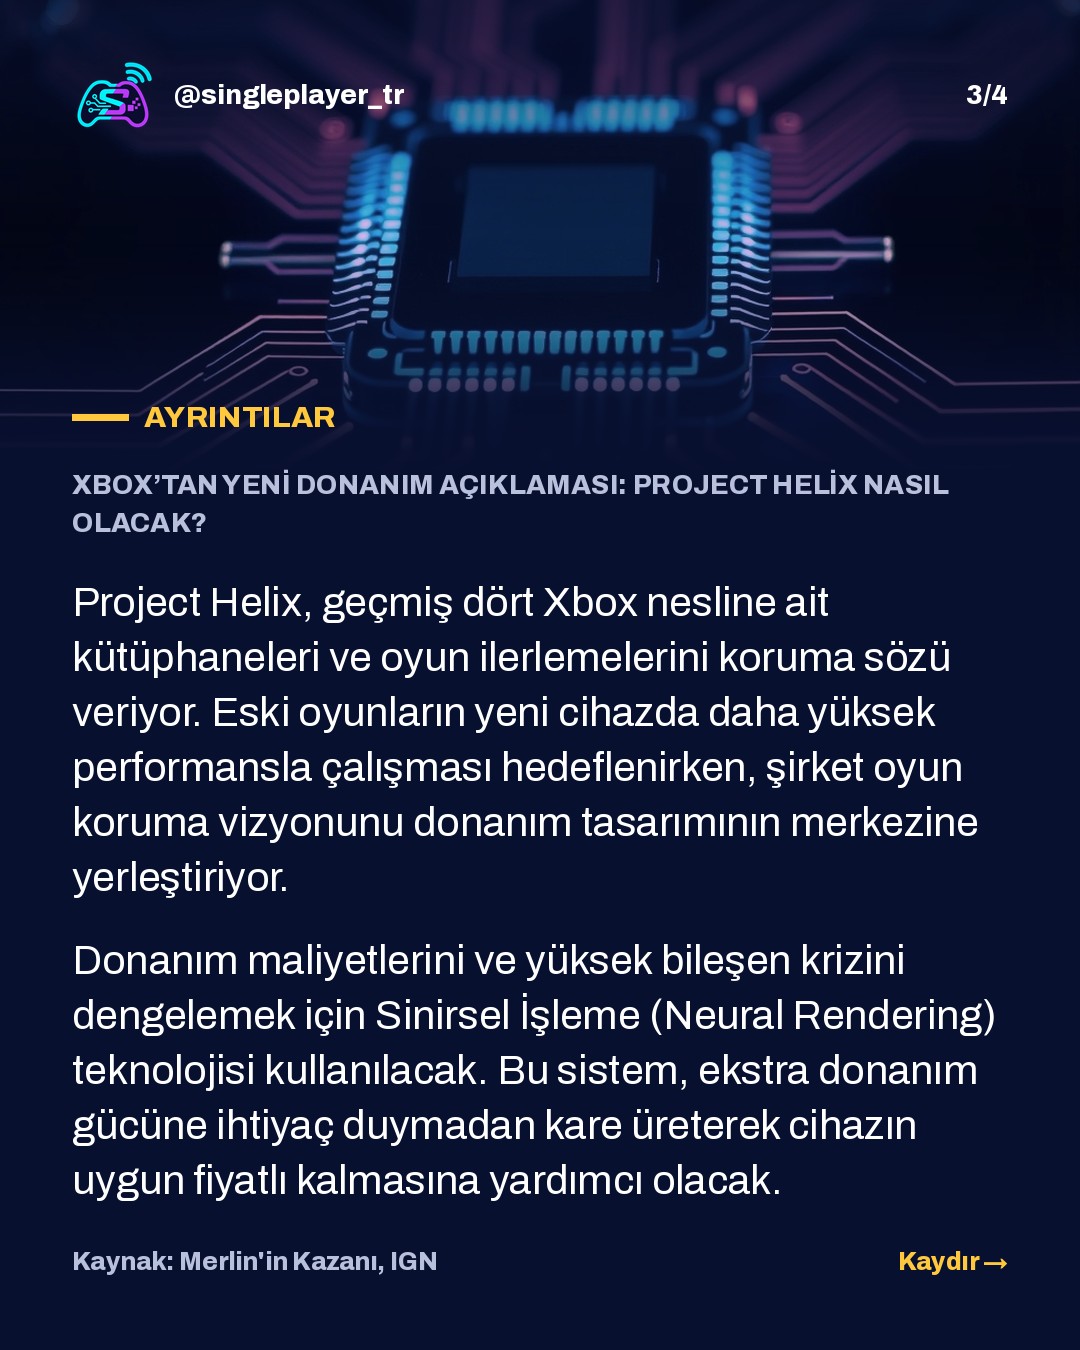 @singleplayer_tr
3/4
AYRINTILAR
XBOX’TAN YENİ DONANIM AÇIKLAMASI: PROJECT HELİX NASIL
OLACAK?
Project Helix, geçmiş dört Xbox nesline ait
kütüphaneleri ve oyun ilerlemelerini koruma sözü
veriyor. Eski oyunların yeni cihazda daha yüksek
performansla çalışması hedeflenirken, şirket oyun
koruma vizyonunu donanım tasarımının merkezine
yerleştiriyor.
Donanım maliyetlerini ve yüksek bileşen krizini
dengelemek için Sinirsel İşleme (Neural Rendering)
teknolojisi kullanılacak. Bu sistem, ekstra donanım
gücüne ihtiyaç duymadan kare üreterek cihazın
uygun fiyatlı kalmasına yardımcı olacak.
Kaynak: Merlin'in Kazanı, IGN
Kaydır→